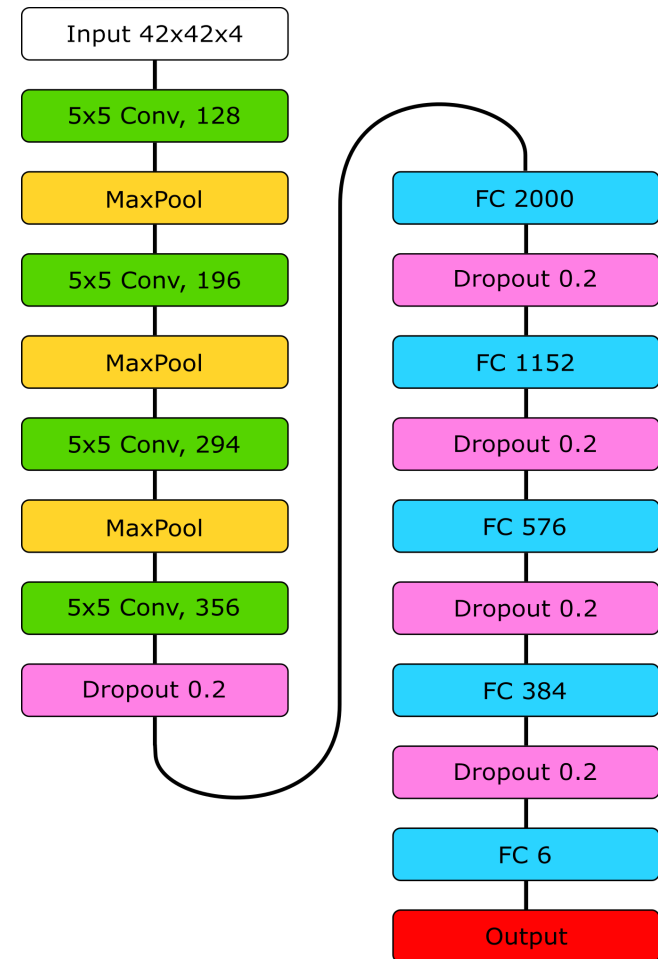 Input 42x42x4
5x5 Conv, 128
MaxPool
5x5 Conv, 196
MaxPool
5x5 Conv, 294
MaxPool
5x5 Conv, 356
Dropout 0.2
FC 2000
Dropout 0.2
FC 1152
Dropout 0.2
FC 576
Dropout 0.2
FC 384
Dropout 0.2
FC 6
Output